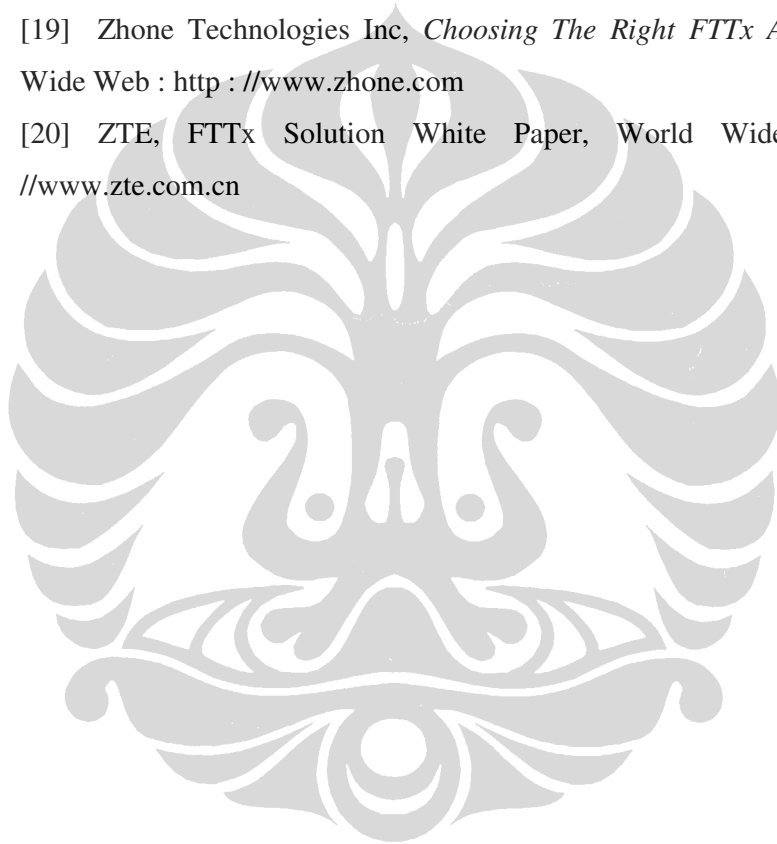 [19] Zhone Technologies Inc, Choosing The Right FTTx A
Wide Web : http : //www.zhone.com
[20] ZTE, FTTx Solution White Paper, World Wide
//www.zte.com.cn